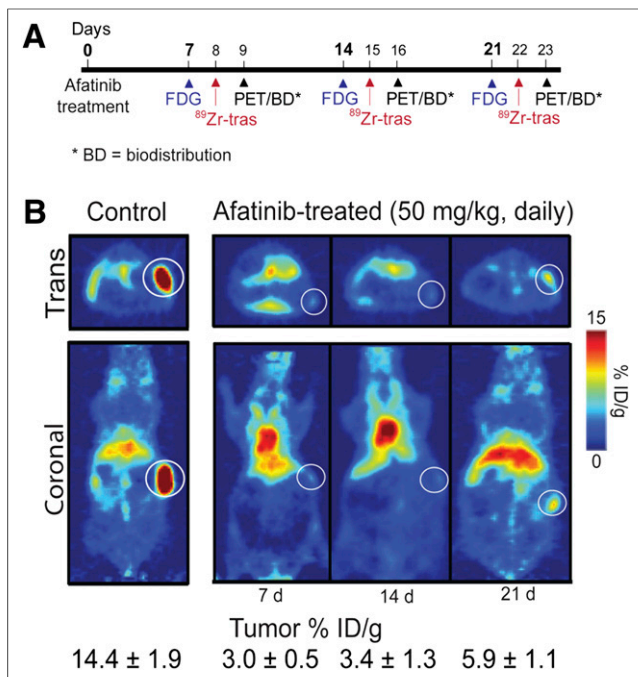 A
Days
0 7 8 9 14 15 16 21 22 23
Afatinib treatment
FDG 89Zr-tras PET/BD* FDG 89Zr-tras PET/BD* FDG 89Zr-tras PET/BD*
* BD = biodistribution
B
Control Afatinib-treated (50 mg/kg, daily)
Trans
Coronal
15
% ID/g
0
7 d 14 d 21 d
Tumor % ID/g
14.4 ± 1.9 3.0 ± 0.5 3.4 ± 1.3 5.9 ± 1.1